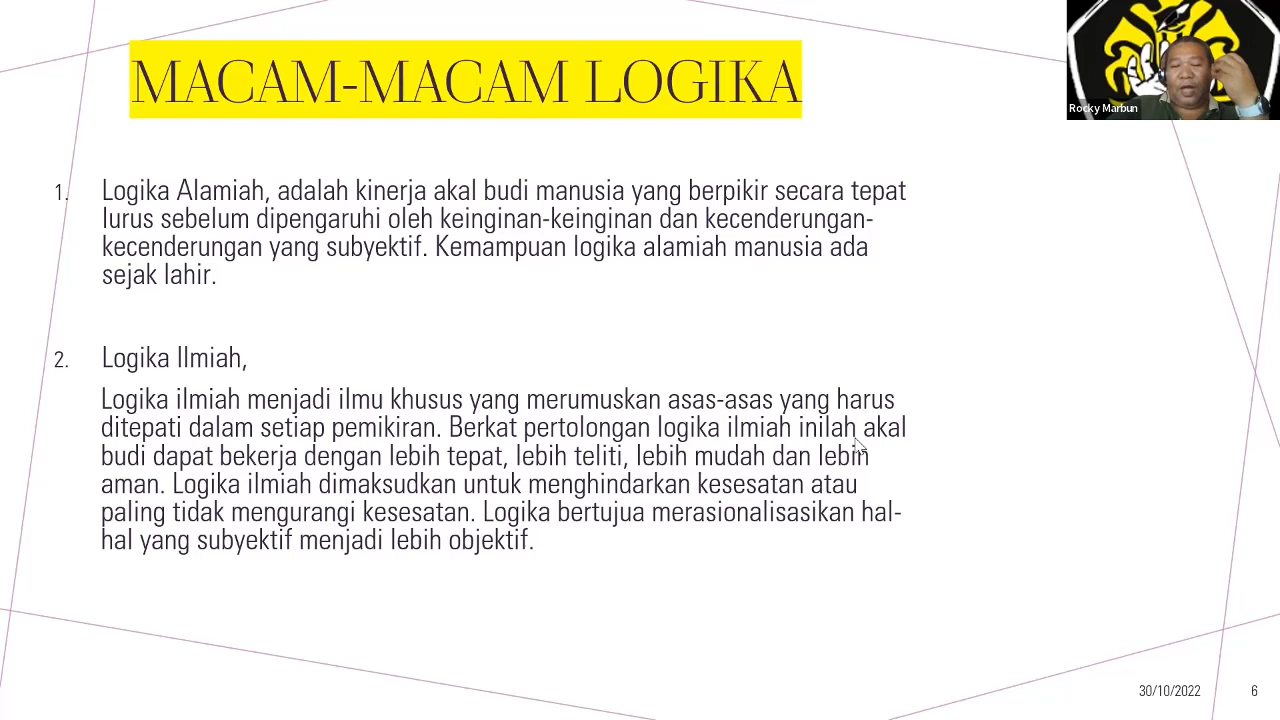 MACAM-MACAM LOGIKA
Rocky Marbun
1. Logika Alamiah, adalah kinerja akal budi manusia yang berpikir secara tepat
lurus sebelum dipengaruhi oleh keinginan-keinginan dan kecenderungan-
kecenderungan yang subyektif. Kemampuan logika alamiah manusia ada
sejak lahir.
2. Logika Ilmiah,
Logika ilmiah menjadi ilmu khusus yang merumuskan asas-asas yang harus
ditepati dalam setiap pemikiran. Berkat pertolongan logika ilmiah inilah akal
budi dapat bekerja dengan lebih tepat, lebih teliti, lebih mudah dan lebih
aman. Logika ilmiah dimaksudkan untuk menghindarkan kesesatan atau
paling tidak mengurangi kesesatan. Logika bertujua merasionalisasikan hal-
hal yang subyektif menjadi lebih objektif.
30/10/2022 6